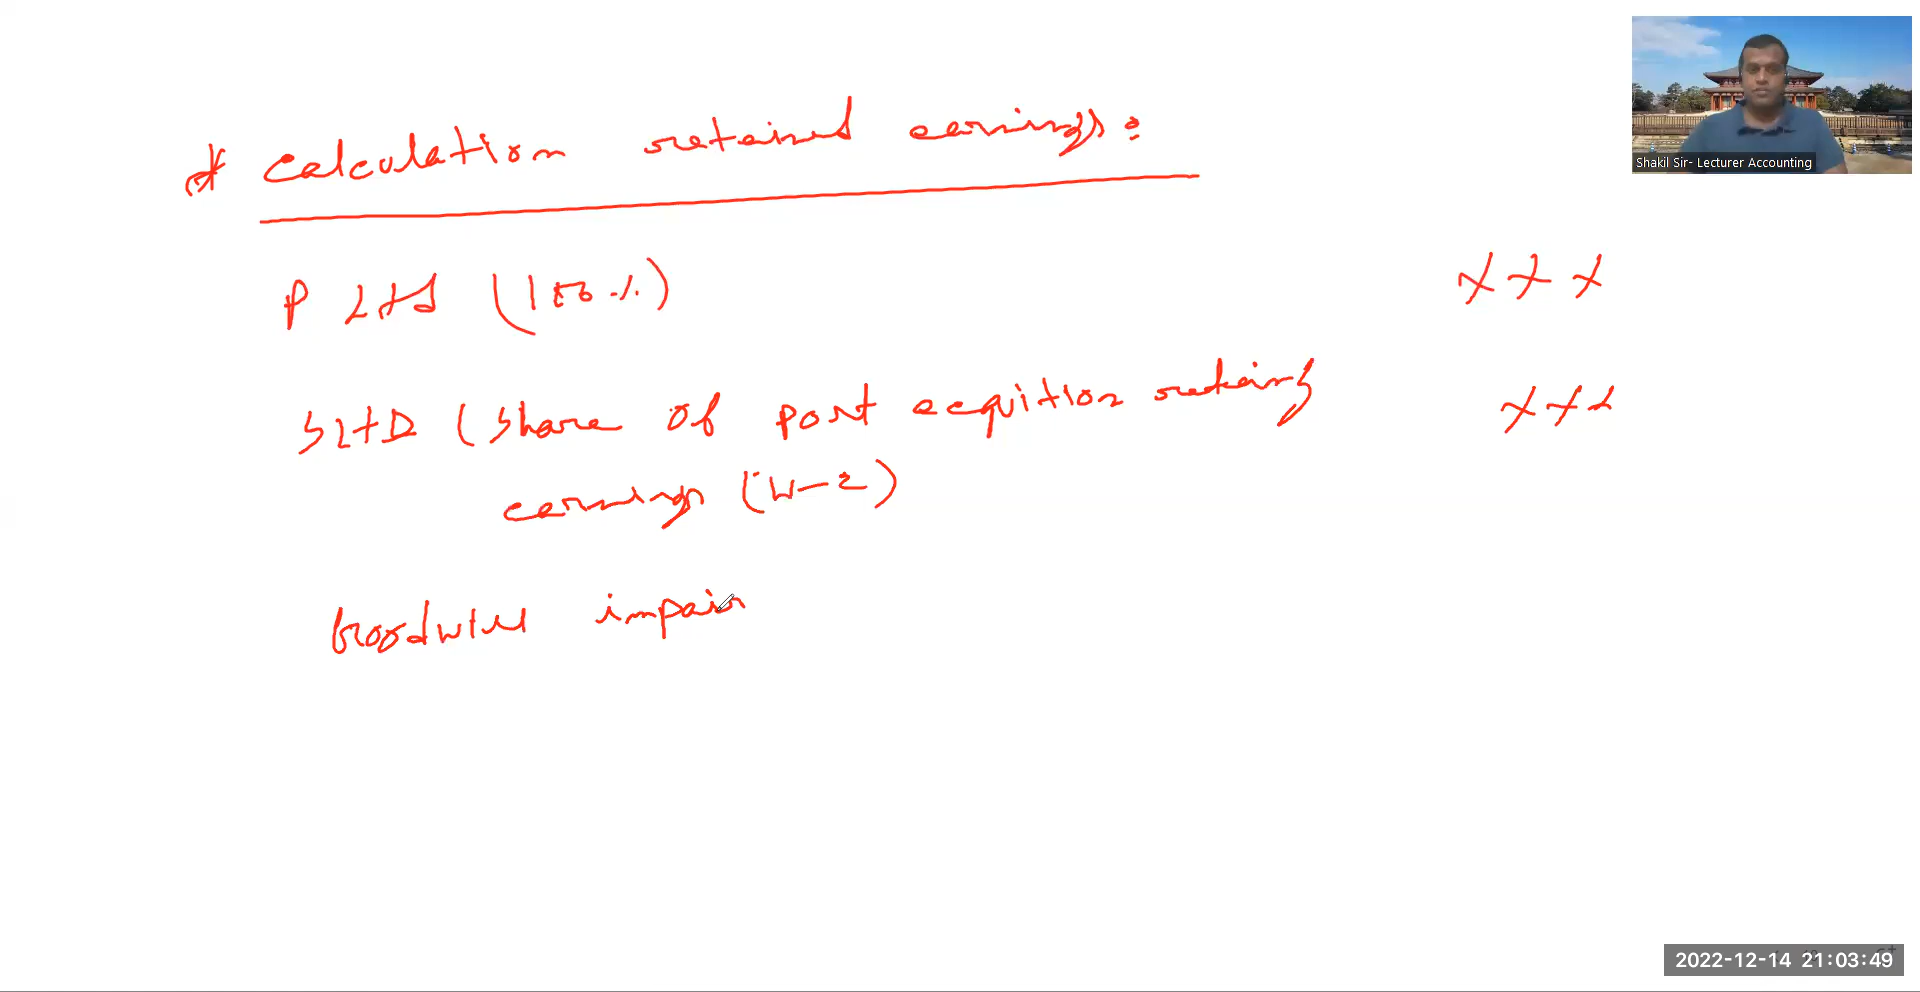 * Calculation retained earnings:
P Ltd (100%)
XXX
S LTD (Share of post acquition retaing
XXX
earnings (W-2)
Goodwill impair
Shakil Sir- Lecturer Accounting
2022-12-14 21:03:49